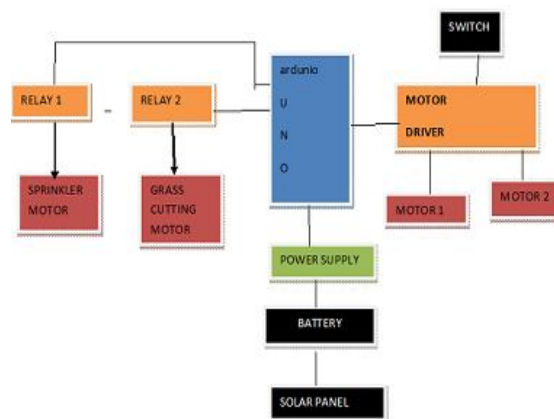 SWITCH
ardunio
U
N
O
RELAY 1
RELAY 2
MOTOR
DRIVER
SPRINKLER
MOTOR
GRASS
CUTTING
MOTOR
MOTOR 1
MOTOR 2
POWER SUPPLY
BATTERY
SOLAR PANEL